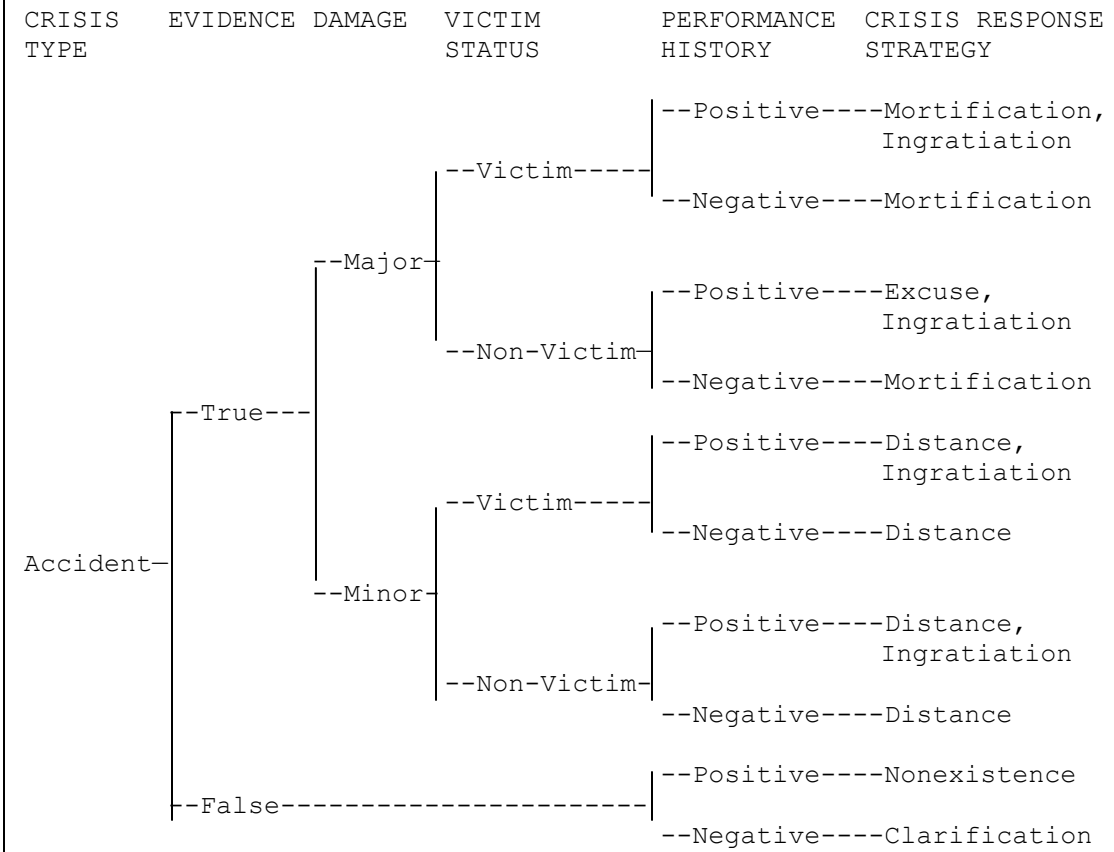 CRISIS EVIDENCE DAMAGE VICTIM PERFORMANCE CRISIS RESPONSE
TYPE STATUS HISTORY STRATEGY
--Positive----Mortification,
Ingratiation
--Victim-----
--Negative----Mortification
--Major—
--Positive----Excuse,
Ingratiation
--Non-Victim—
--Negative----Mortification
--True---
--Positive----Distance,
Ingratiation
--Victim-----
--Negative----Distance
Accident—
--Minor-
--Positive----Distance,
Ingratiation
--Non-Victim-
--Negative----Distance
--Positive----Nonexistence
--False----------------------
--Negative----Clarification